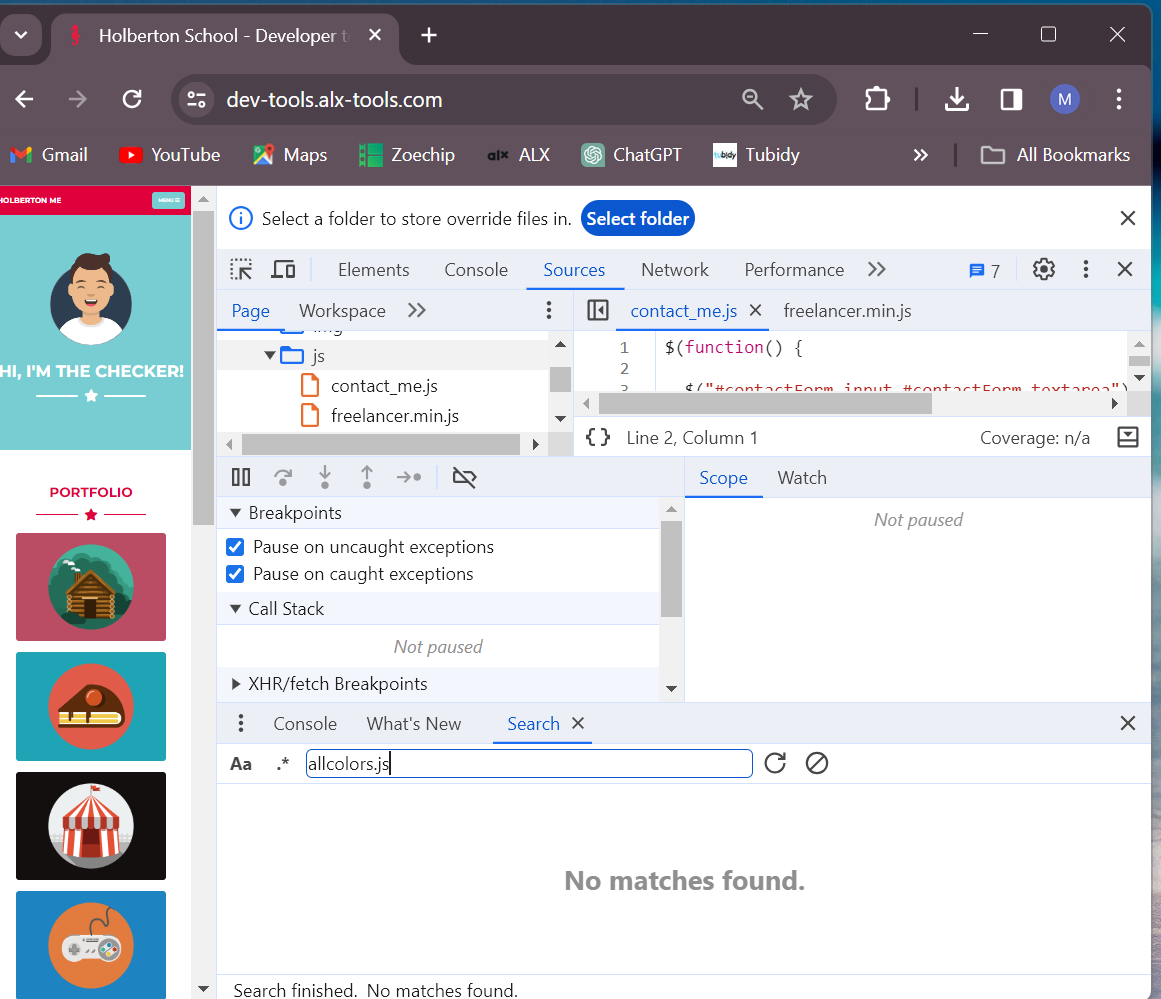 Holberton School - Developer t
dev-tools.alx-tools.com
M
Gmail
YouTube
Maps
Zoechip
alx ALX
ChatGPT
Tubidy Tubidy
All Bookmarks
HOLBERTON ME
MENU
HI, I'M THE CHECKER!
PORTFOLIO
Select a folder to store override files in. Select folder
Elements Console Sources Network Performance 7
Page Workspace
img
js
contact_me.js
freelancer.min.js
contact_me.js freelancer.min.js
1 $(function() {
2
3 $("#contactForm input,#contactForm textarea")
{ } Line 2, Column 1 Coverage: n/a
Breakpoints
Pause on uncaught exceptions
Pause on caught exceptions
Call Stack
Not paused
XHR/fetch Breakpoints
Scope Watch
Not paused
Console What's New Search
Aa .* allcolors.js
No matches found.
Search finished. No matches found.